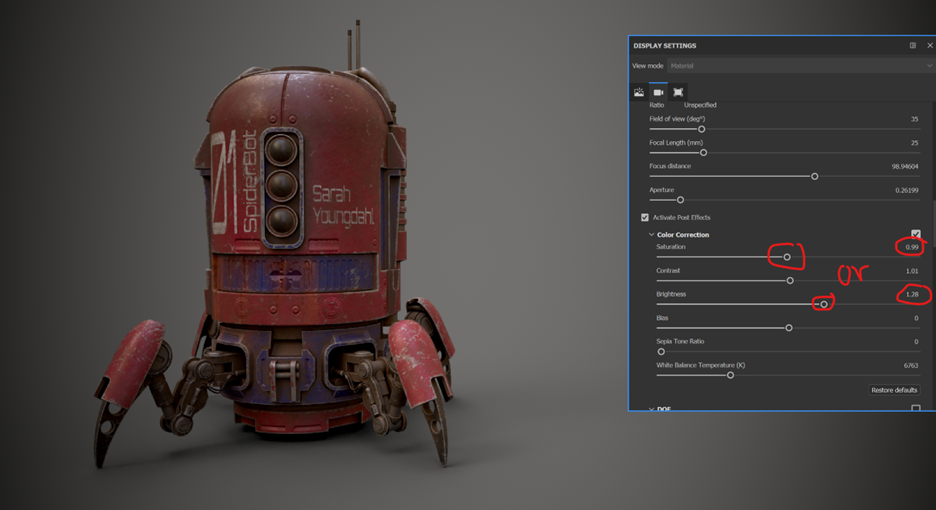 01
SpiderBot
Sarah
Youngdahl
DISPLAY SETTINGS
View mode Material
Ratio Unspecified
Field of view (deg°) 35
Focal Length (mm) 25
Focus distance 98.94604
Aperture 0.26199
Activate Post Effects
Color Correction
Saturation 0.99
Contrast 1.01
or
Brightness 1.28
Bias 0
Sepia Tone Ratio 0
White Balance Temperature (K) 6763
Restore defaults
DOF